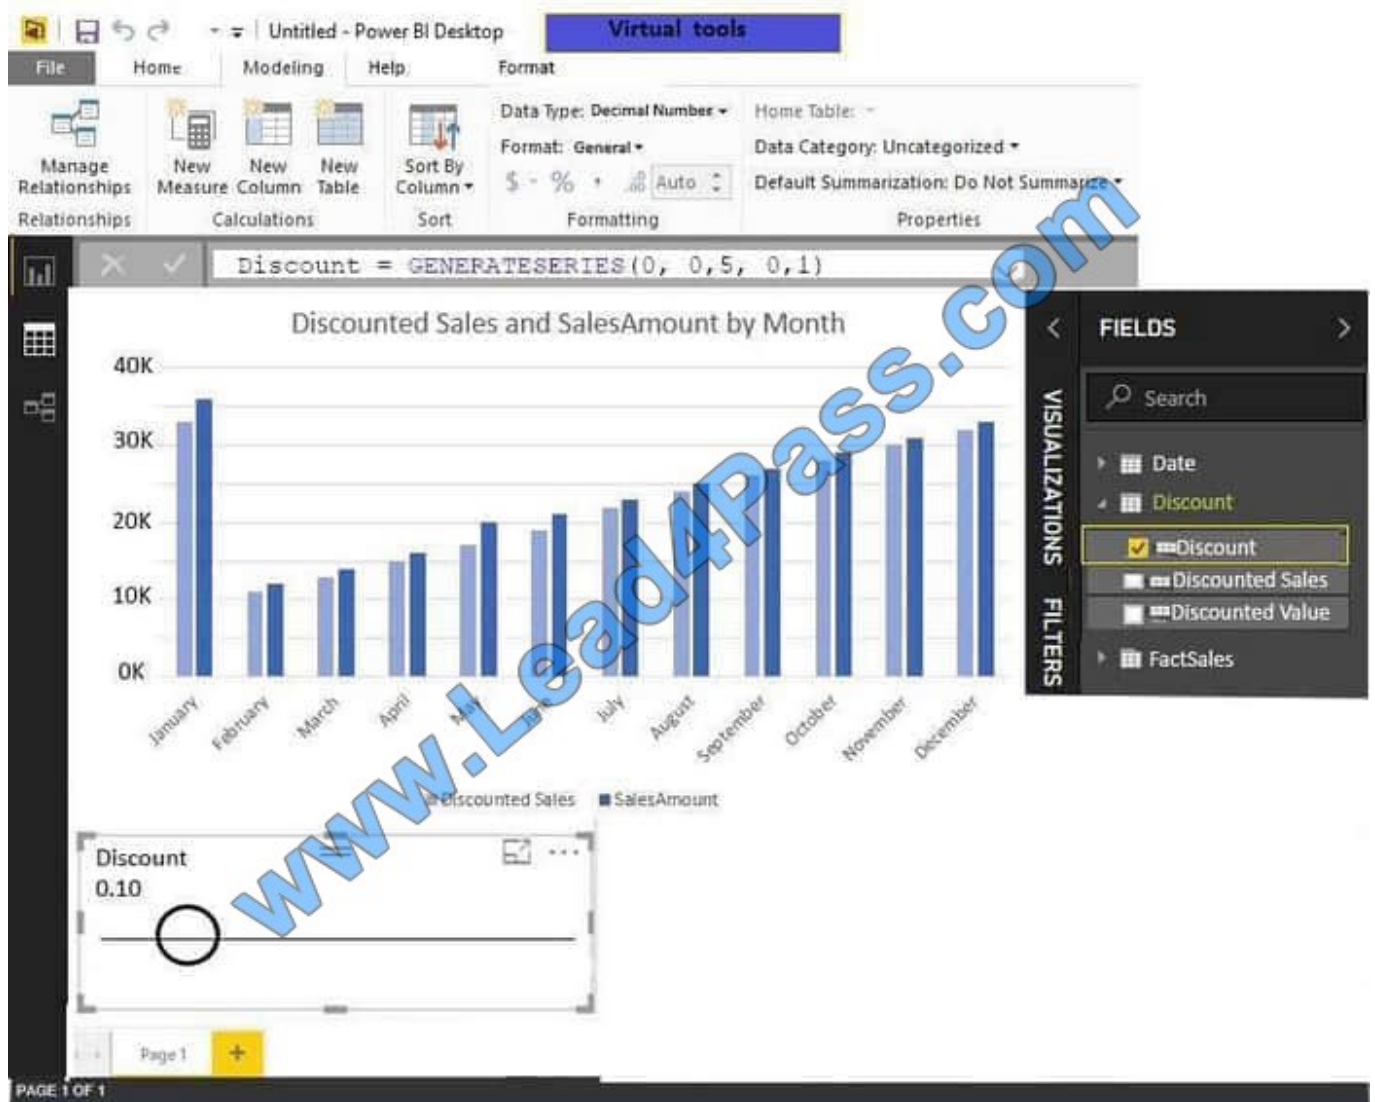 Untitled - Power BI Desktop
Virtual tools
File Home Modeling Help Format
Manage Relationships
New Measure
New Column
New Table
Sort By Column
Data Type: Decimal Number
Format: General
$ - % , .00 Auto
Home Table:
Data Category: Uncategorized
Default Summarization: Do Not Summarize
Relationships Calculations Sort Formatting Properties
Discount = GENERATESERIES(0, 0,5, 0,1)
Discounted Sales and SalesAmount by Month
40K
30K
20K
10K
0K
January February March April May June July August September October November December
Discounted Sales SalesAmount
VISUALIZATIONS
FILTERS
FIELDS
Search
Date
Discount
Discount
Discounted Sales
Discounted Value
FactSales
Discount
0.10
Page 1
+
PAGE 1 OF 1
www.Lead4Pass.com